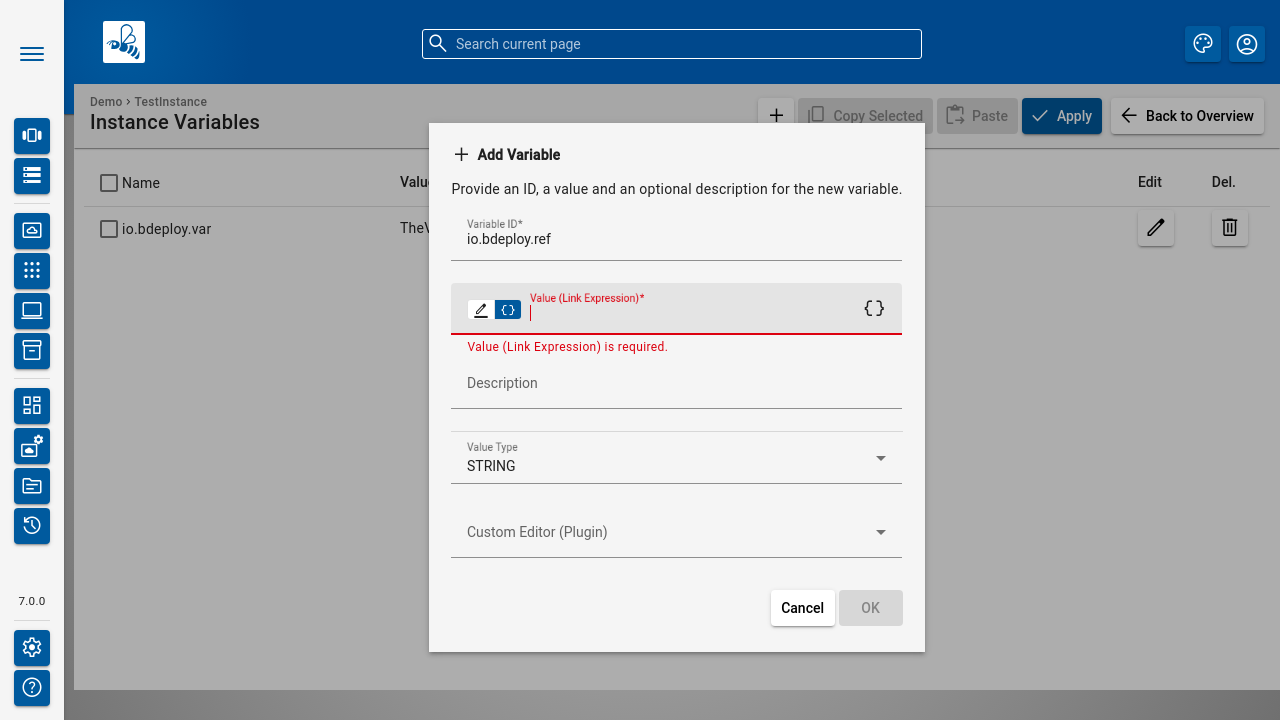 Search current page
Demo › TestInstance
Instance Variables
Copy Selected
Paste
Apply
Back to Overview
Add Variable
Provide an ID, a value and an optional description for the new variable.
Name
Edit
Del.
io.bdeploy.var
Variable ID*
io.bdeploy.ref
Value (Link Expression)*
Value (Link Expression) is required.
Description
Value Type
STRING
Custom Editor (Plugin)
Cancel
OK
7.0.0